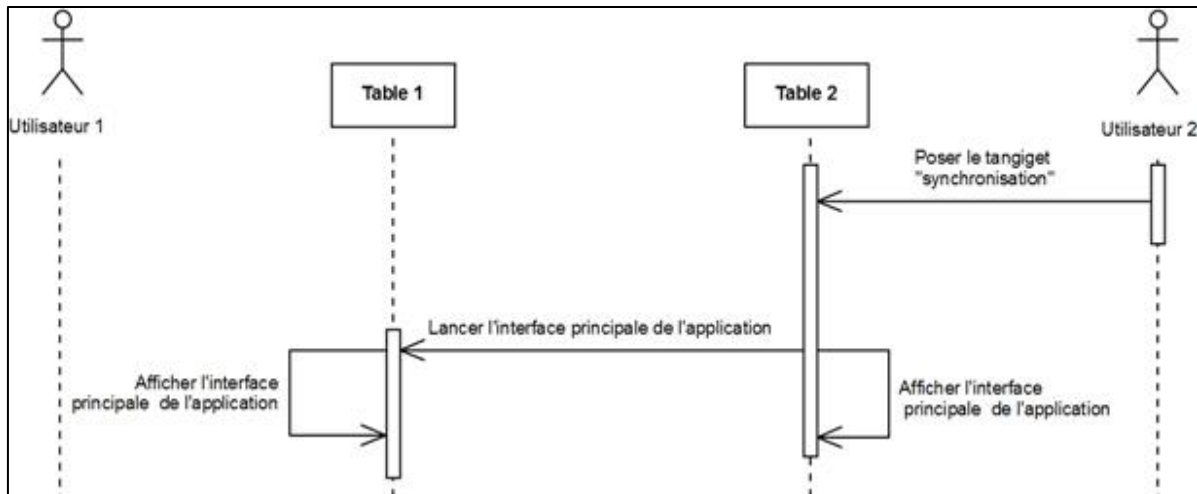 Utilisateur 1
Table 1
Table 2
Utilisateur 2
Poser le tangiget
"synchronisation"
Lancer l'interface principale de l'application
Afficher l'interface
principale de l'application
Afficher l'interface
principale de l'application